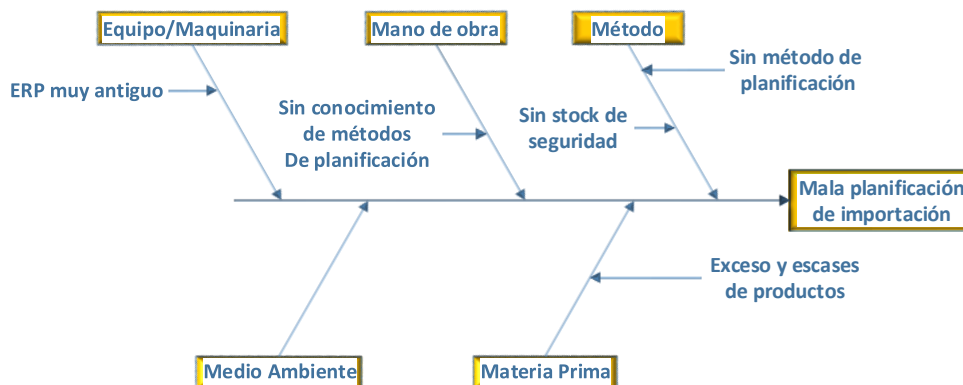 Equipo/Maquinaria
Mano de obra
Método
ERP muy antiguo
Sin conocimiento
de métodos
De planificación
Sin stock de
seguridad
Sin método de
planificación
Mala planificación
de importación
Exceso y escases
de productos
Medio Ambiente
Materia Prima